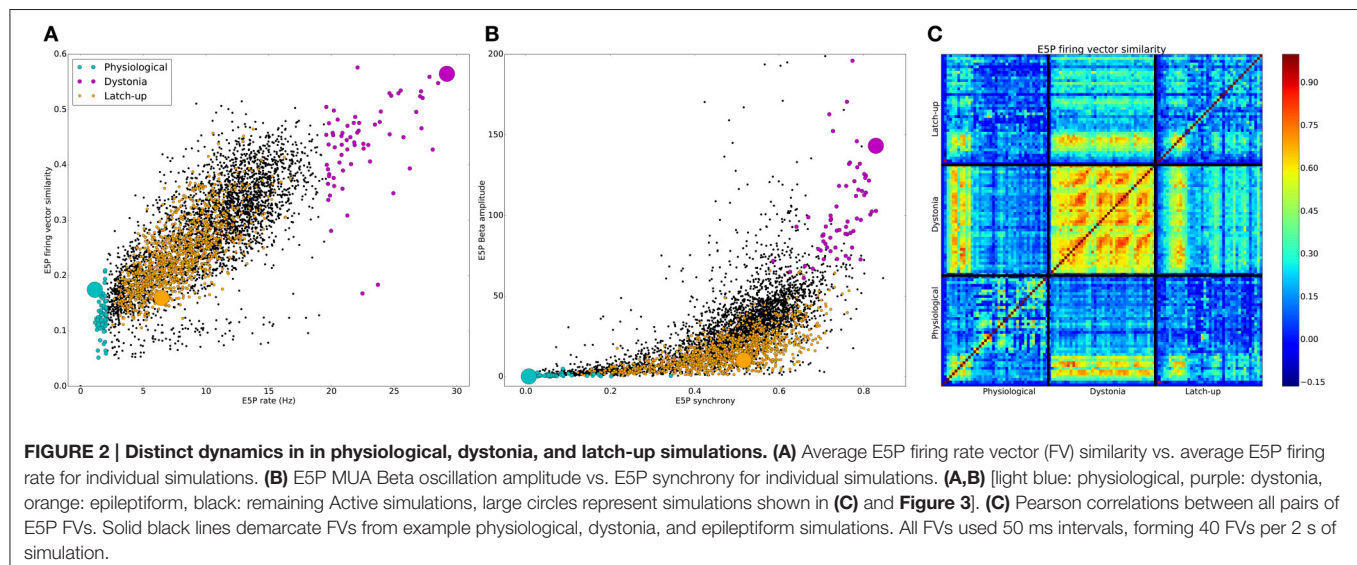 A
B
C
0.6
0.5
0.4
0.3
0.2
0.1
0.0
E5P firing vector similarity
Physiological
Dystonia
Latch-up
0
5
10
15
20
25
30
E5P rate (Hz)
200
150
100
50
0
E5P Beta amplitude
0.0
0.2
0.4
0.6
0.8
E5P synchrony
E5P firing vector similarity
Latch-up
Dystonia
Physiological
Physiological
Dystonia
Latch-up
0.90
0.75
0.60
0.45
0.30
0.15
0.00
−0.15
FIGURE 2 | Distinct dynamics in in physiological, dystonia, and latch-up simulations. (A) Average E5P firing rate vector (FV) similarity vs. average E5P firing
rate for individual simulations. (B) E5P MUA Beta oscillation amplitude vs. E5P synchrony for individual simulations. (A,B) [light blue: physiological, purple: dystonia,
orange: epileptiform, black: remaining Active simulations, large circles represent simulations shown in (C) and Figure 3]. (C) Pearson correlations between all pairs of
E5P FVs. Solid black lines demarcate FVs from example physiological, dystonia, and epileptiform simulations. All FVs used 50 ms intervals, forming 40 FVs per 2 s of
simulation.